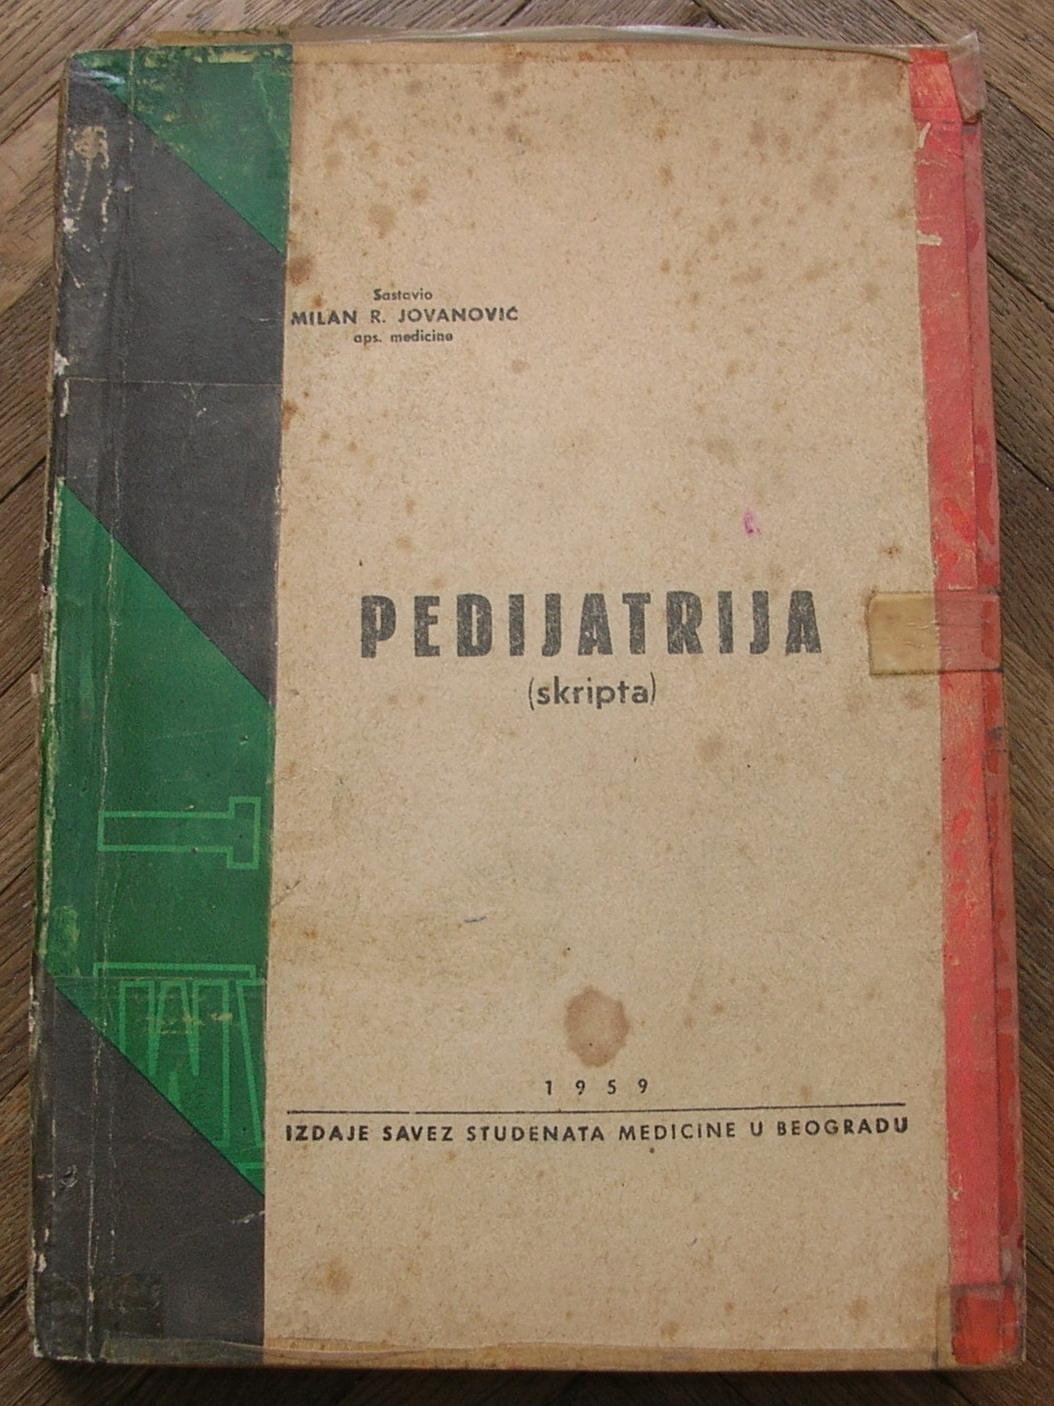 Sastavio
MILAN R. JOVANOVIĆ
aps. medicine
PEDIJATRIJA
(skripta)
1959
IZDAJE SAVEZ STUDENATA MEDICINE U BEOGRADU